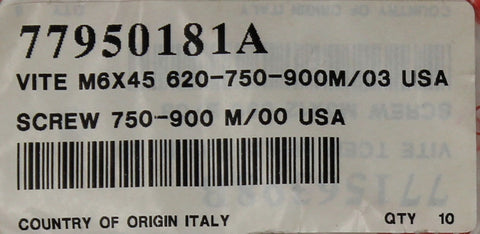 77950181A
VITE M6X45 620-750-900M/03 USA
SCREW 750-900 M/00 USA
COUNTRY OF ORIGIN ITALY
QTY 10